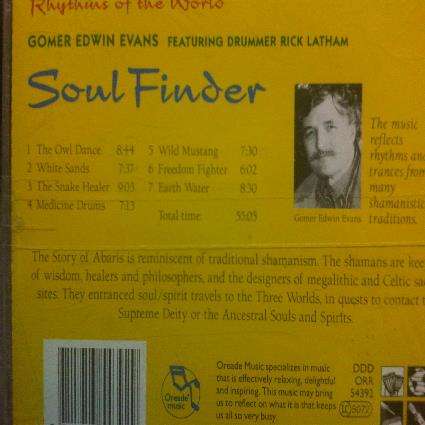 Rhythms of the World
GOMER EDWIN EVANS FEATURING DRUMMER RICK LATHAM
Soul Finder
1 The Owl Dance 8:44
2 White Sands 7:37
3 The Snake Healer 9:03
4 Medicine Drums 7:13
5 Wild Mustang 7:30
6 Freedom Fighter 6:02
7 Earth Water 8:30
Total time: 55:05
Gomer Edwin Evans
The music
reflects
rhythms an
trances from
many
shamanistic
traditions.
The Story of Abaris is reminiscent of traditional shamanism. The shamans are kee
of wisdom, healers and philosophers, and the designers of megalithic and Celtic sac
sites. They entranced soul/spirit travels to the Three Worlds, in quests to contact t
Supreme Deity or the Ancestral Souls and Spirits.
Oreade
music
Oreade Music specializes in music
that is effectively relaxing, delightful
and inspiring. This music may bring
us to reflect on what it is that keeps
us all so very busy.
DDD
ORR
54392
LC 8072